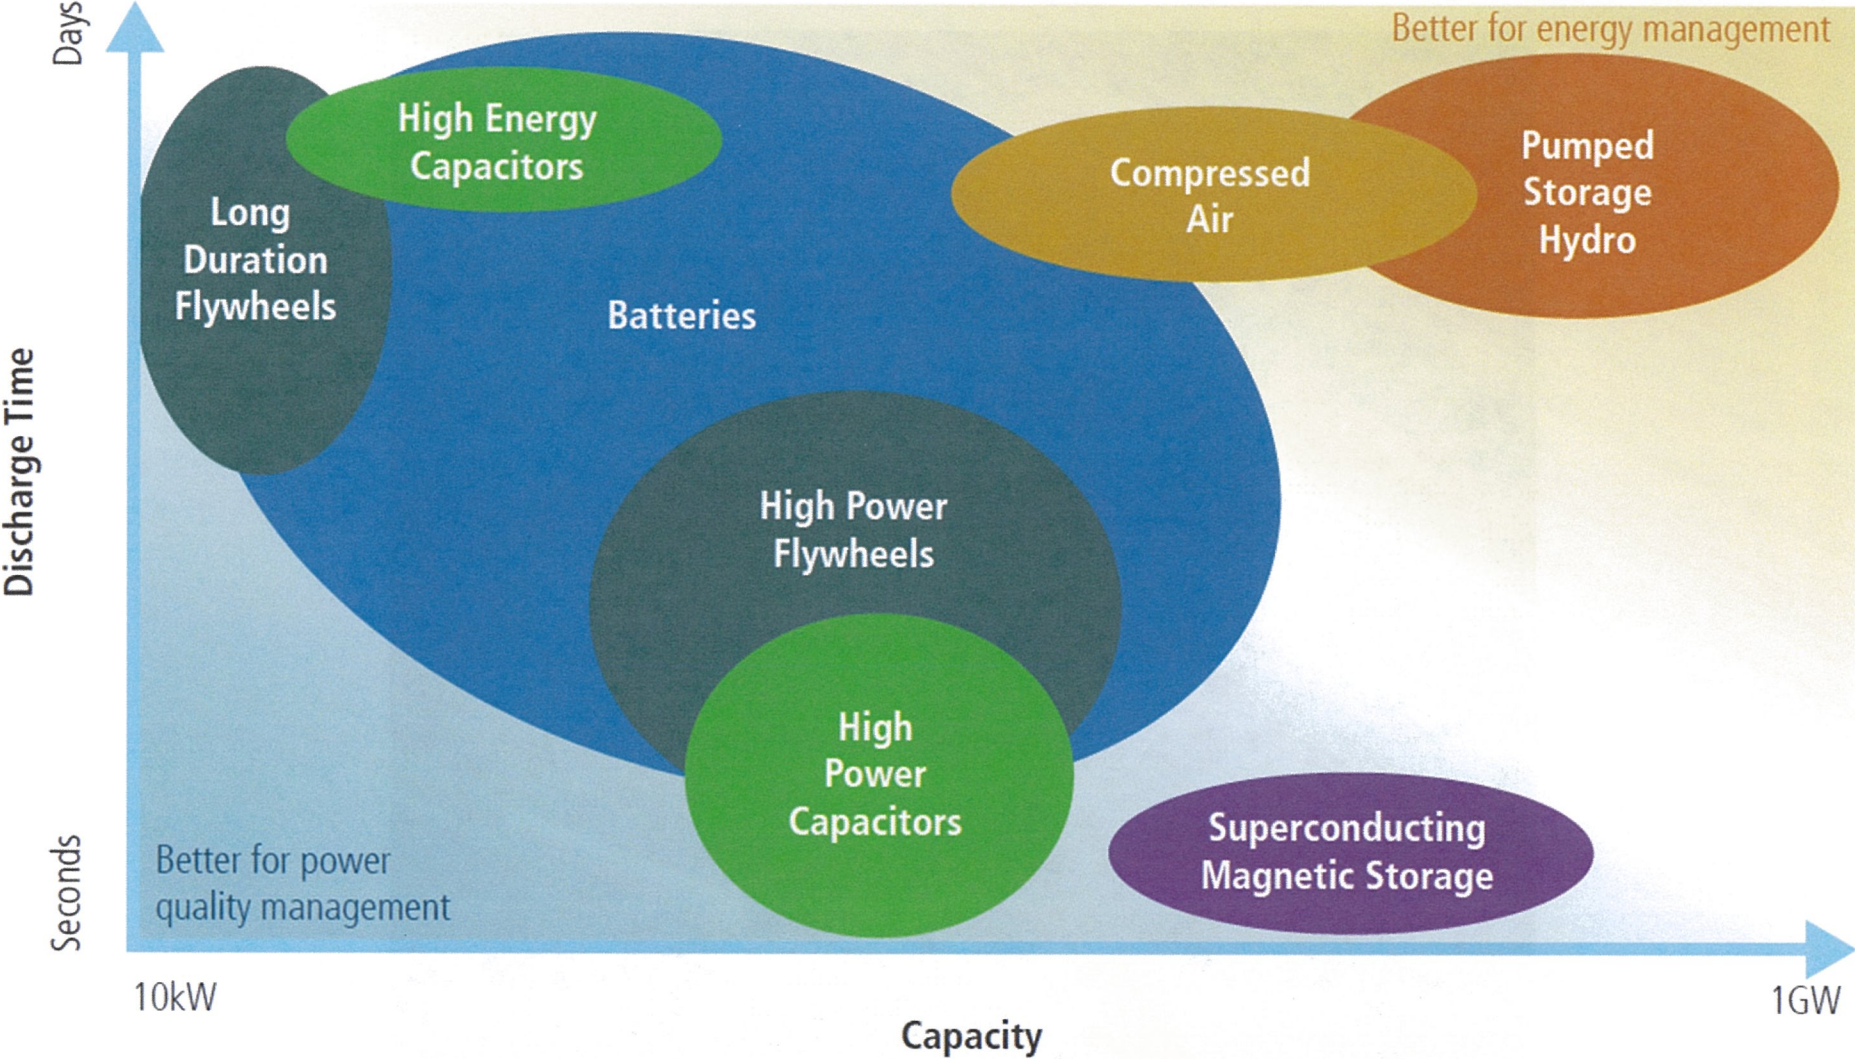 Days
Better for energy management
High Energy
Capacitors
Pumped
Storage
Hydro
Compressed
Air
Long
Duration
Flywheels
Batteries
Discharge Time
High Power
Flywheels
High
Power
Capacitors
Superconducting
Magnetic Storage
Better for power
quality management
Seconds
10kW
1GW
Capacity